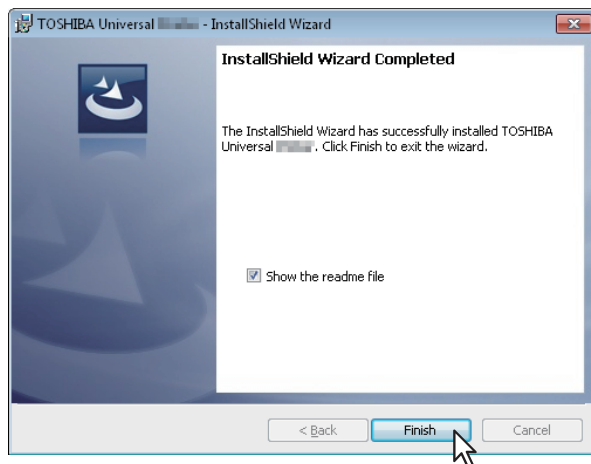 TOSHIBA Universal - InstallShield Wizard
InstallShield Wizard Completed
The InstallShield Wizard has successfully installed TOSHIBA
Universal . Click Finish to exit the wizard.
Show the readme file
< Back
Finish
Cancel